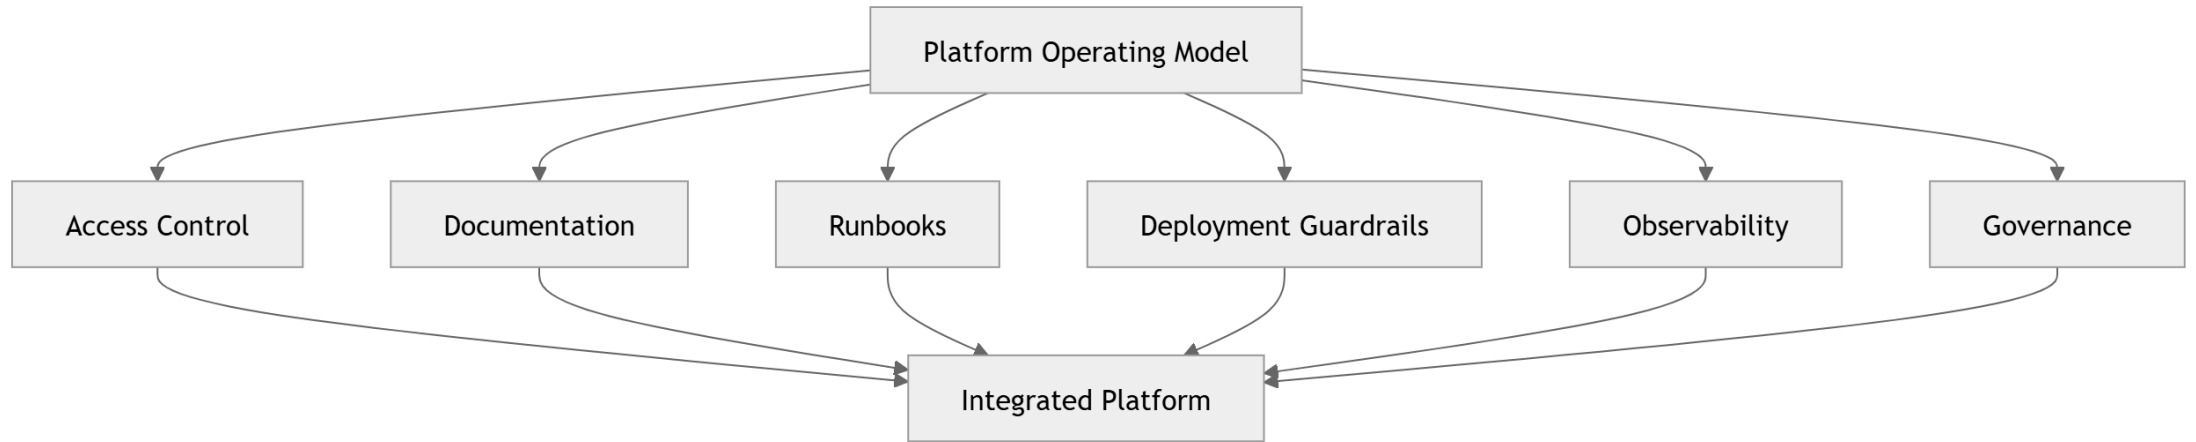 Platform Operating Model
Access Control
Documentation
Runbooks
Deployment Guardrails
Observability
Governance
Integrated Platform